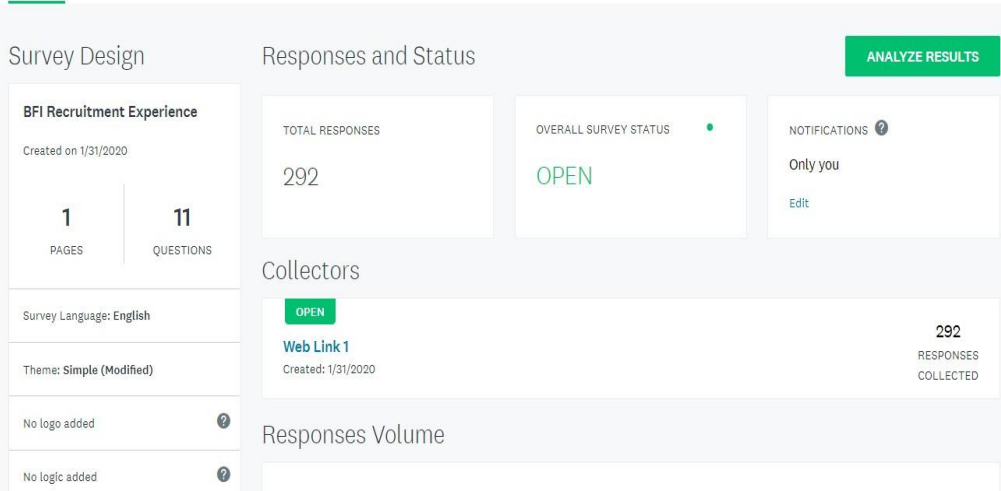 Survey Design
BFI Recruitment Experience
Created on 1/31/2020
1
PAGES
11
QUESTIONS
Survey Language: English
Theme: Simple (Modified)
No logo added
No logic added
Responses and Status
ANALYZE RESULTS
TOTAL RESPONSES
292
OVERALL SURVEY STATUS
OPEN
NOTIFICATIONS
Only you
Edit
Collectors
OPEN
Web Link 1
Created: 1/31/2020
292
RESPONSES
COLLECTED
Responses Volume